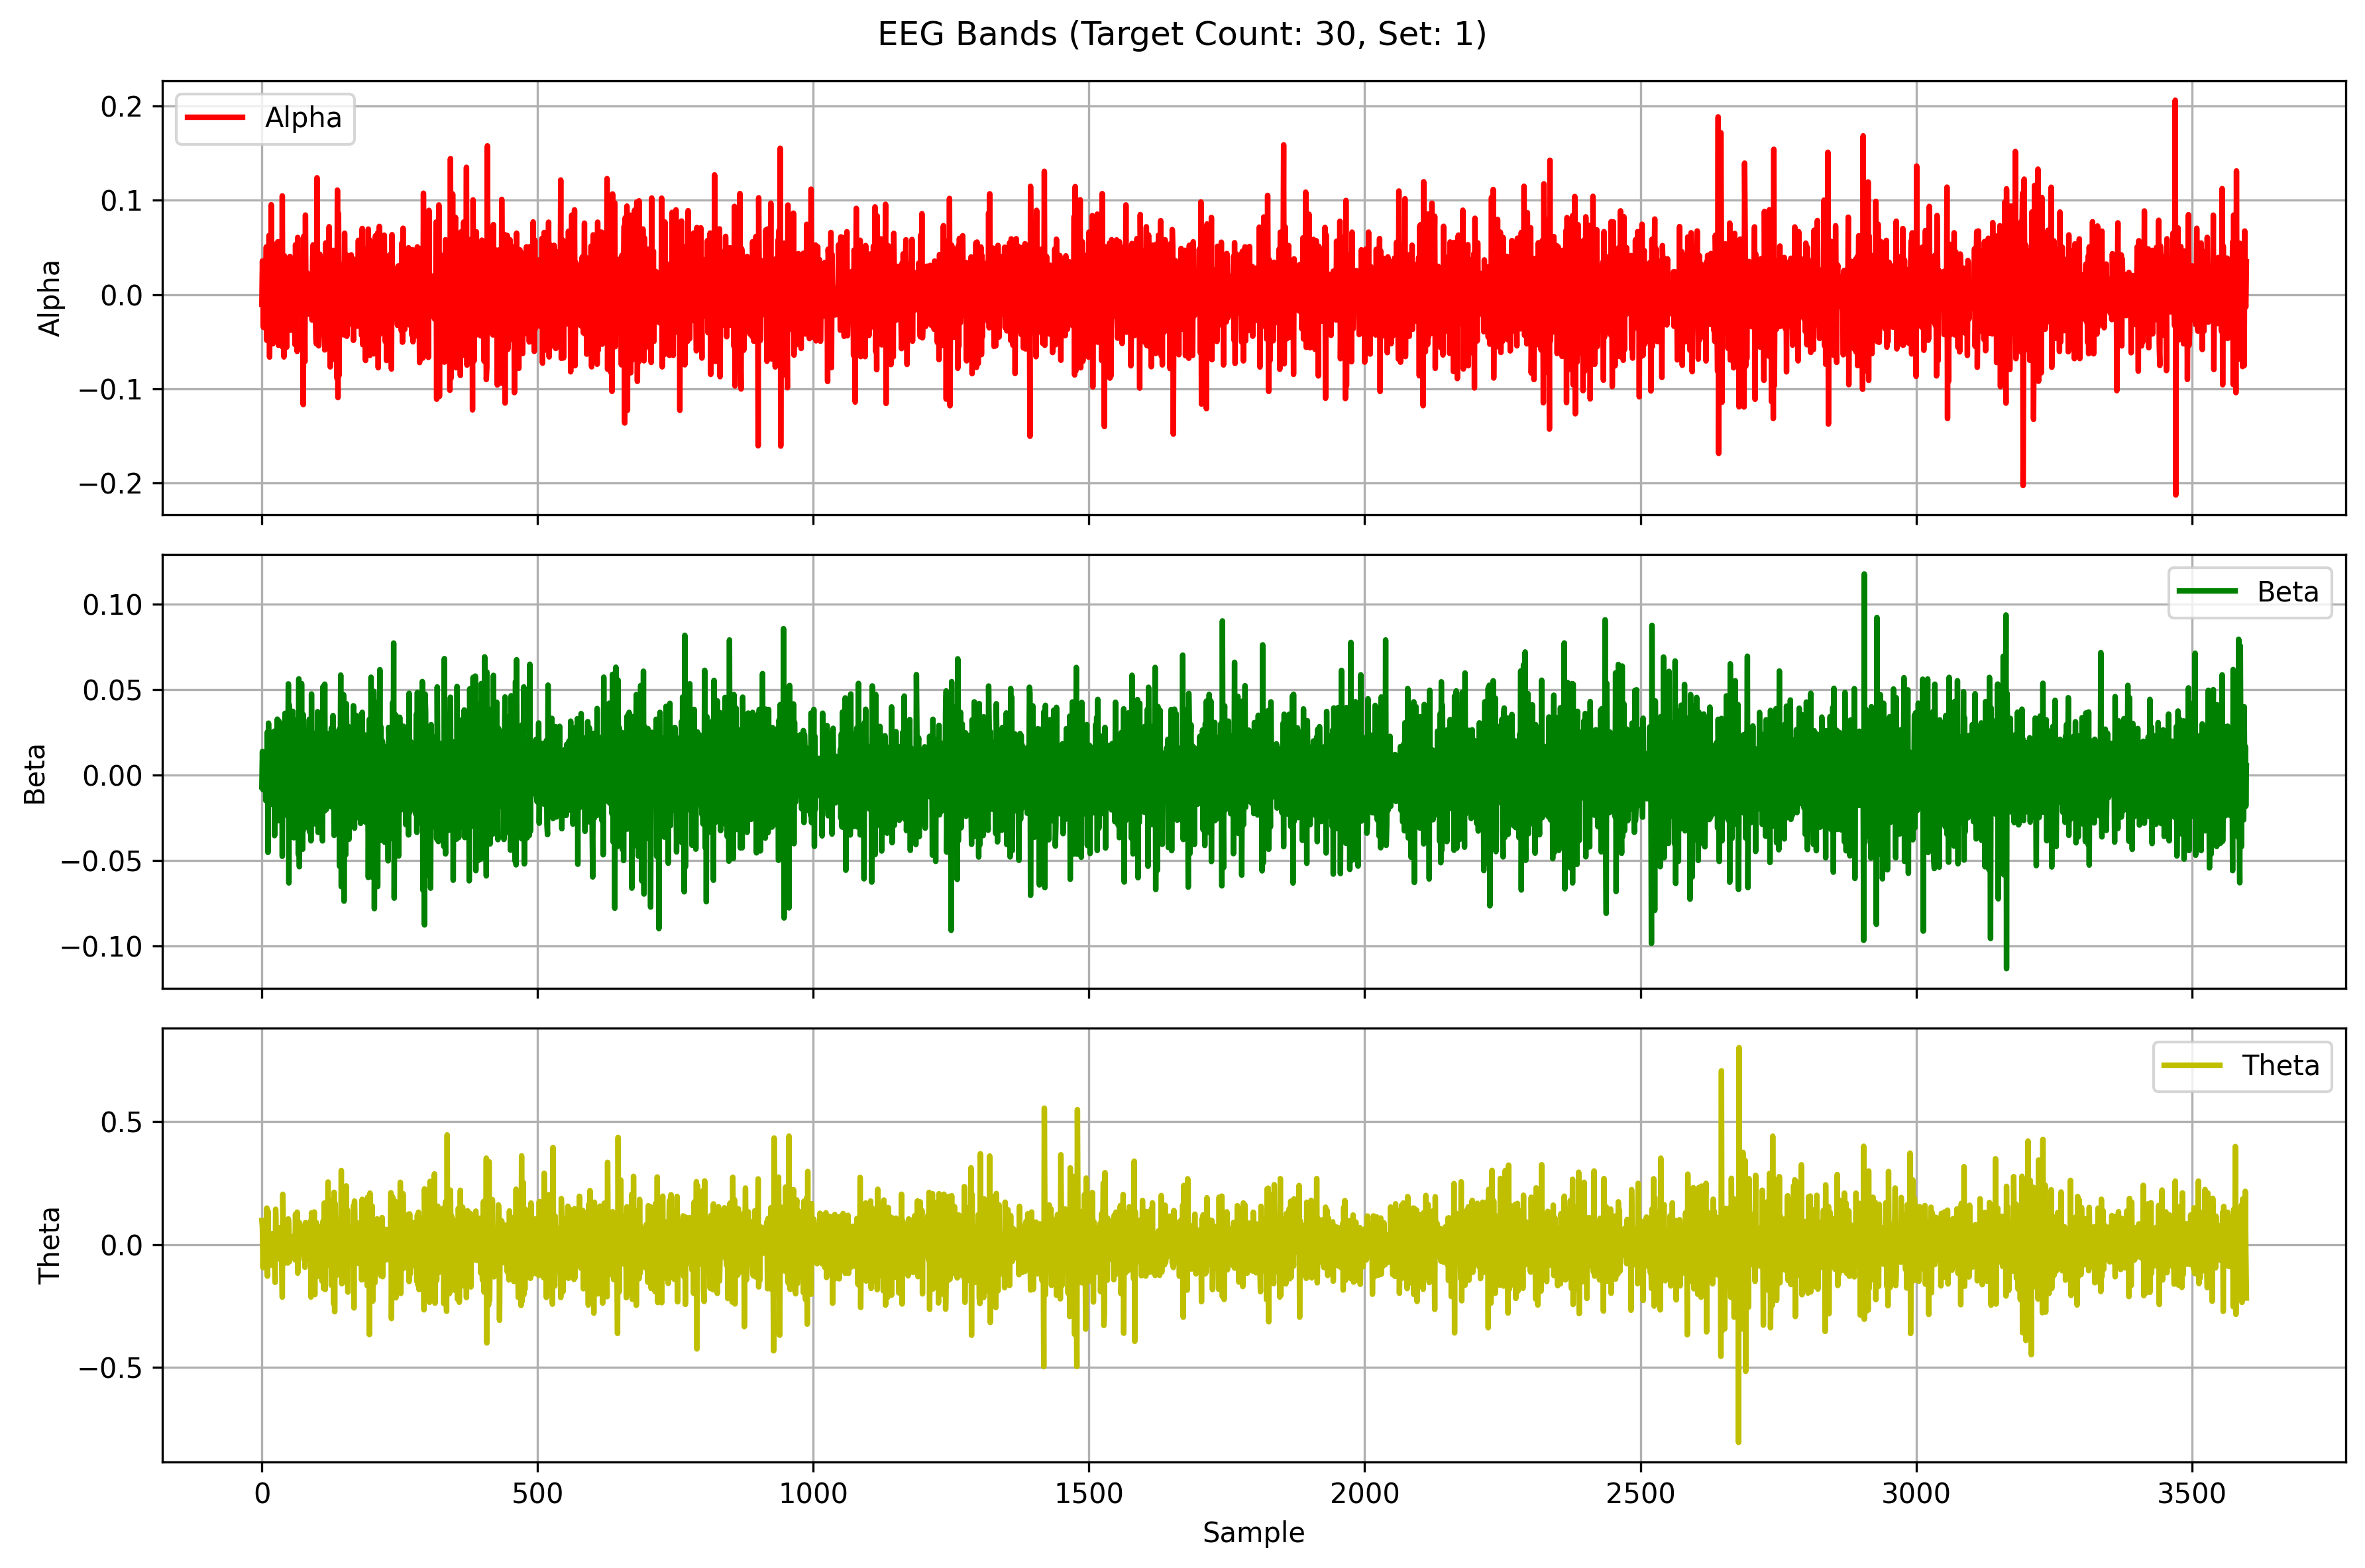 EEG Bands (Target Count: 30, Set: 1)
0.2
0.1
0.0
−0.1
−0.2
Alpha
Alpha
0.10
0.05
0.00
−0.05
−0.10
Beta
Beta
0.5
0.0
−0.5
Theta
Theta
0 500 1000 1500 2000 2500 3000 3500
Sample